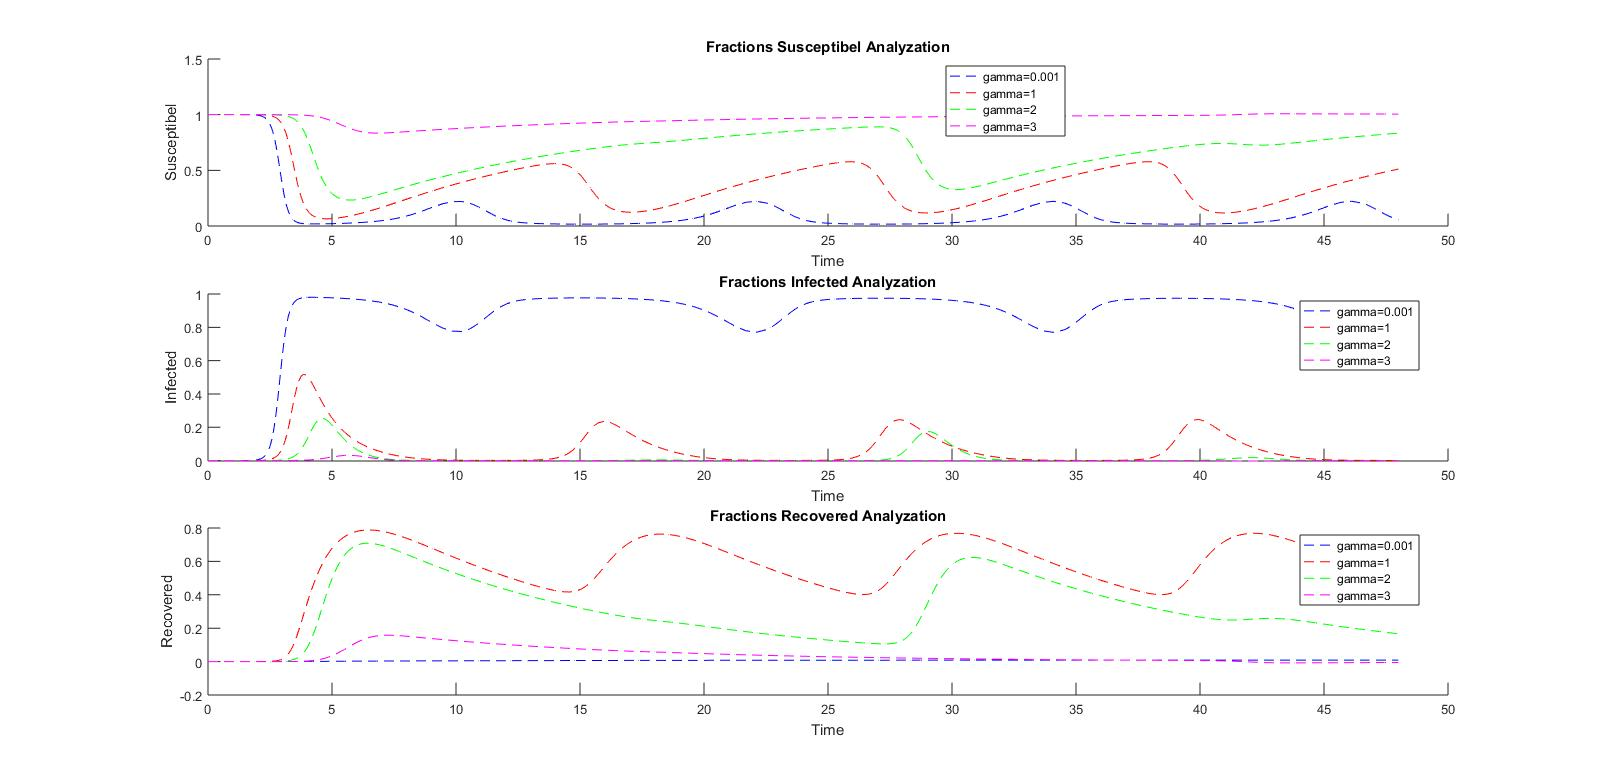 Fractions Susceptibel Analyzation
1.5
1
0.5
0
Susceptibel
gamma=0.001
gamma=1
gamma=2
gamma=3
0 5 10 15 20 25 30 35 40 45 50
Time
Fractions Infected Analyzation
1
0.8
0.6
0.4
0.2
0
Infected
gamma=0.001
gamma=1
gamma=2
gamma=3
0 5 10 15 20 25 30 35 40 45 50
Time
Fractions Recovered Analyzation
0.8
0.6
0.4
0.2
0
-0.2
Recovered
gamma=0.001
gamma=1
gamma=2
gamma=3
0 5 10 15 20 25 30 35 40 45 50
Time